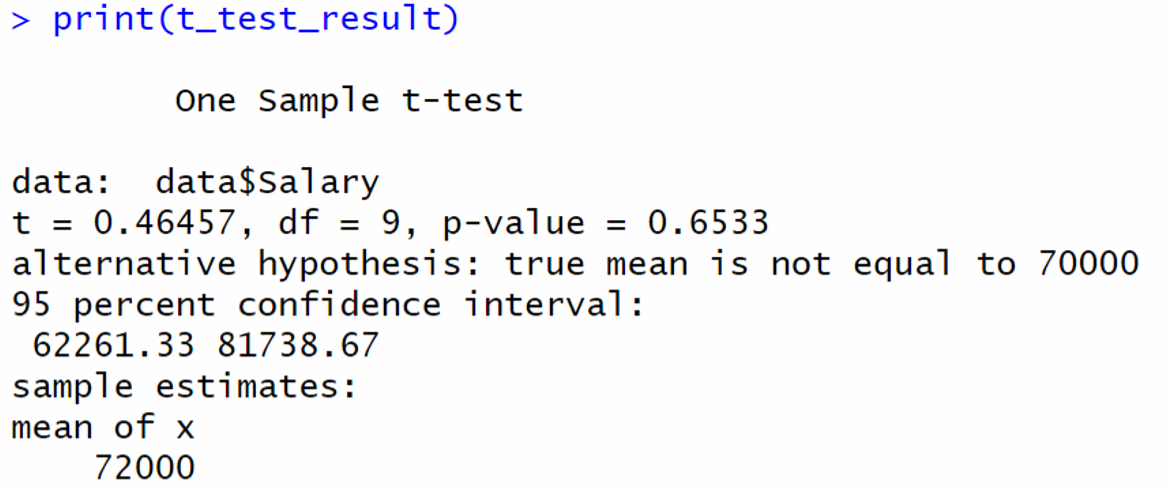 > print(t_test_result)
One Sample t-test
data:  data$Salary
t = 0.46457, df = 9, p-value = 0.6533
alternative hypothesis: true mean is not equal to 70000
95 percent confidence interval:
 62261.33 81738.67
sample estimates:
mean of x
    72000